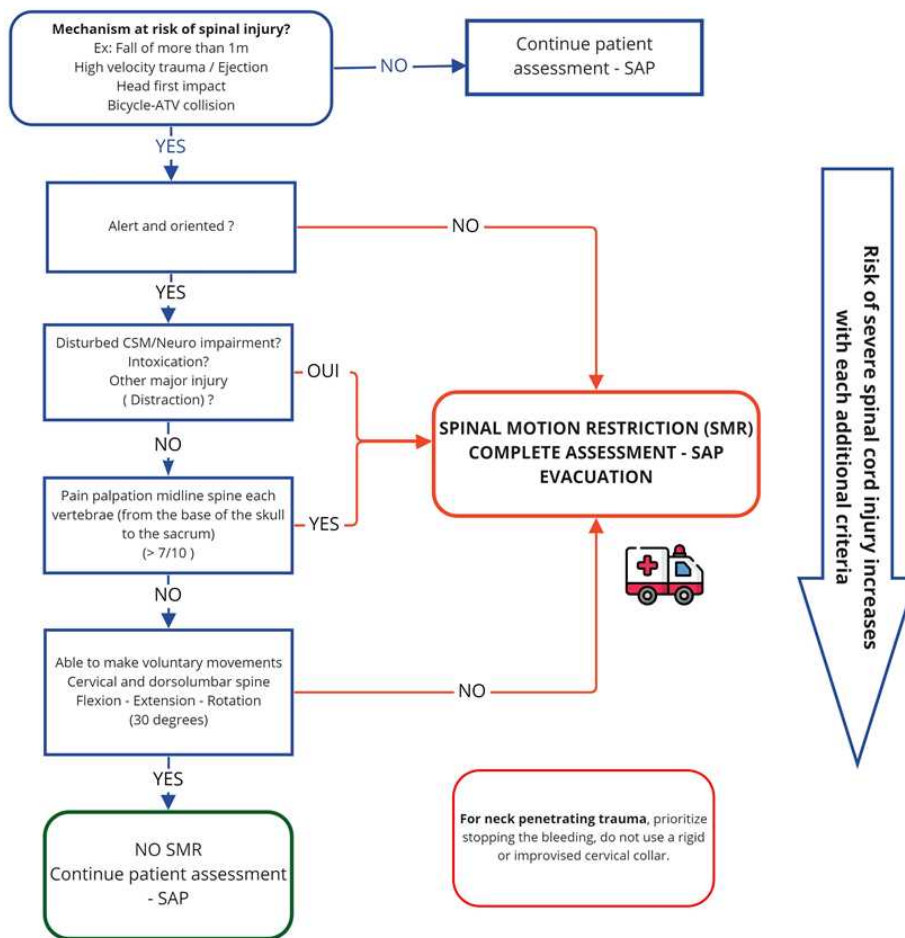 Mechanism at risk of spinal injury?
Ex: Fall of more than 1m
High velocity trauma / Ejection
Head first impact
Bicycle-ATV collision
NO
Continue patient
assessment - SAP
YES
Alert and oriented ?
NO
YES
Disturbed CSM/Neuro impairment?
Intoxication?
Other major injury
( Distraction) ?
OUI
NO
Pain palpation midline spine each
vertebrae (from the base of the skull
to the sacrum)
(> 7/10 )
YES
SPINAL MOTION RESTRICTION (SMR)
COMPLETE ASSESSMENT - SAP
EVACUATION
NO
Able to make voluntary movements
Cervical and dorsolumbar spine
Flexion - Extension - Rotation
(30 degrees)
NO
YES
NO SMR
Continue patient assessment
- SAP
For neck penetrating trauma, prioritize
stopping the bleeding, do not use a rigid
or improvised cervical collar.
Risk of severe spinal cord injury increases
with each additional criteria